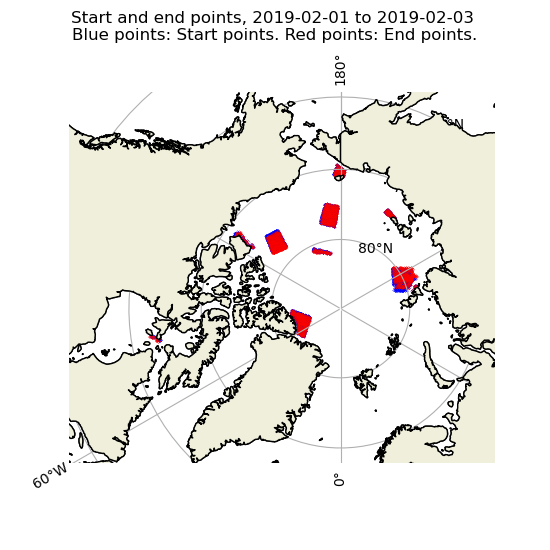 Start and end points, 2019-02-01 to 2019-02-03
Blue points: Start points. Red points: End points.
180°
80°N
60°W
0°